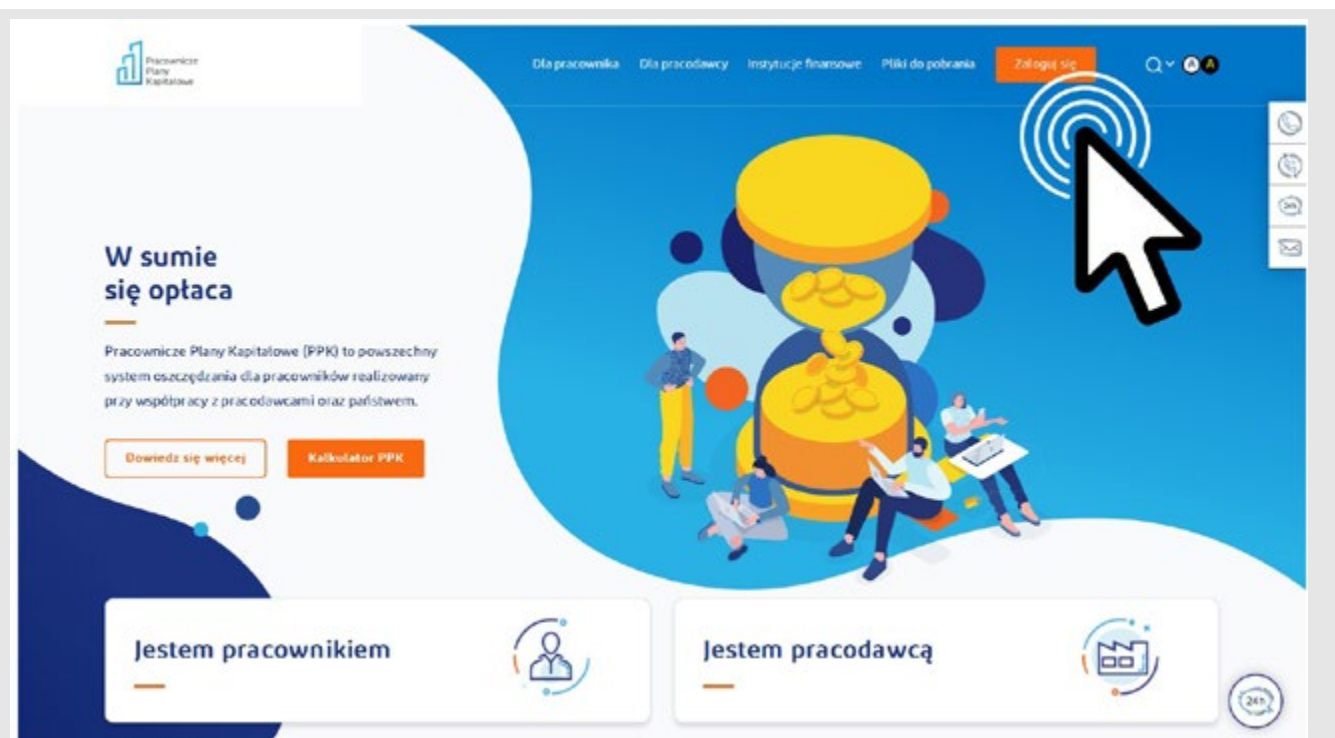 Pracownicze
Plany
Kapitałowe
Dla pracownika Dla pracodawcy Instytucje finansowe Pliki do pobrania Zaloguj się
A A
W sumie
się opłaca
Pracownicze Plany Kapitałowe (PPK) to powszechny
system oszczędzania dla pracowników realizowany
przy współpracy z pracodawcami oraz państwem.
Dowiedz się więcej Kalkulator PPK
Jestem pracownikiem Jestem pracodawcą
24h
24h